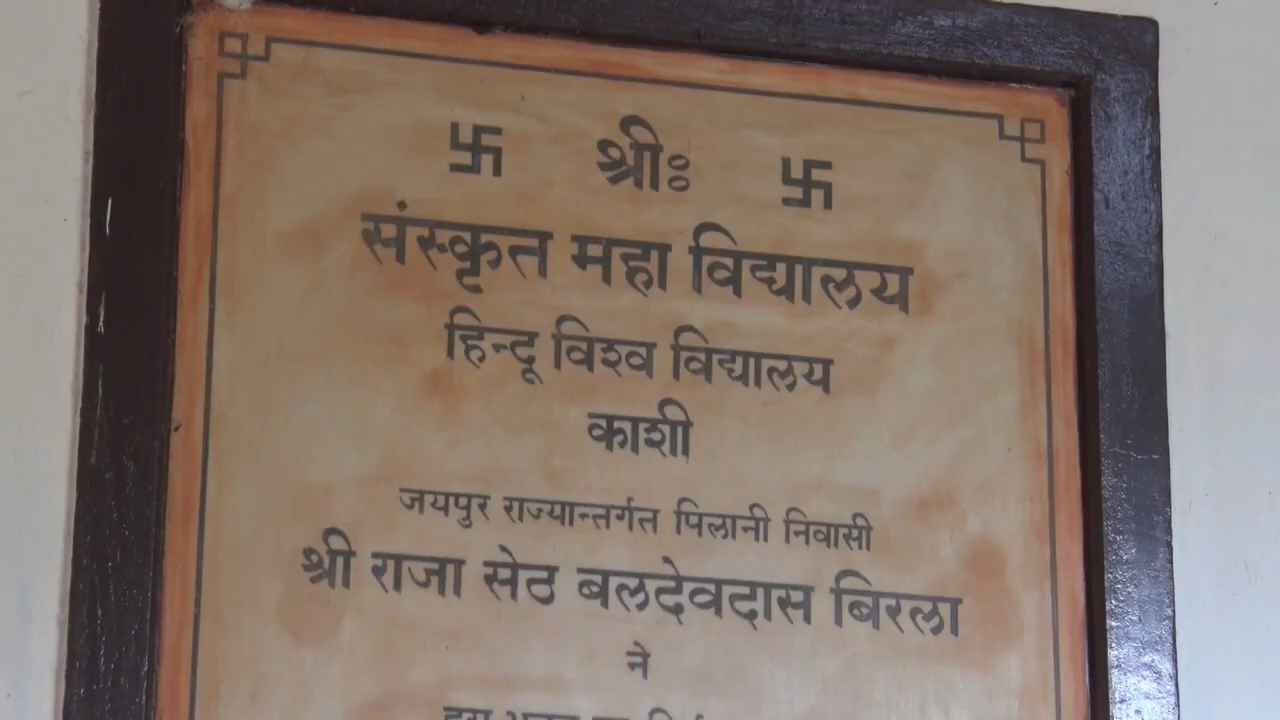 卐 श्रीः 卐
संस्कृत महा विद्यालय
हिन्दू विश्व विद्यालय
काशी
जयपुर राज्यान्तर्गत पिलानी निवासी
श्री राजा सेठ बलदेवदास बिरला
ने